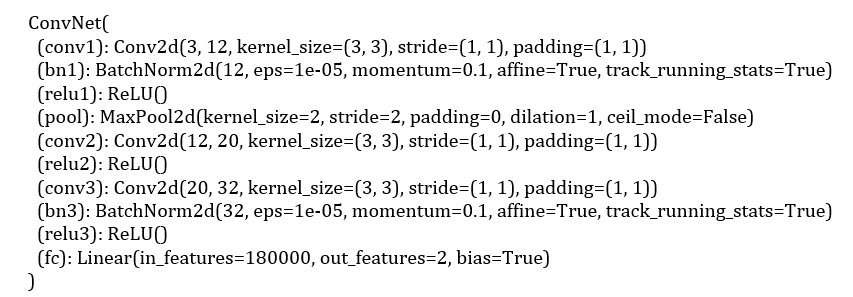 ConvNet(
(conv1): Conv2d(3, 12, kernel_size=(3, 3), stride=(1, 1), padding=(1, 1))
(bn1): BatchNorm2d(12, eps=1e-05, momentum=0.1, affine=True, track_running_stats=True)
(relu1): ReLU()
(pool): MaxPool2d(kernel_size=2, stride=2, padding=0, dilation=1, ceil_mode=False)
(conv2): Conv2d(12, 20, kernel_size=(3, 3), stride=(1, 1), padding=(1, 1))
(relu2): ReLU()
(conv3): Conv2d(20, 32, kernel_size=(3, 3), stride=(1, 1), padding=(1, 1))
(bn3): BatchNorm2d(32, eps=1e-05, momentum=0.1, affine=True, track_running_stats=True)
(relu3): ReLU()
(fc): Linear(in_features=180000, out_features=2, bias=True)
)